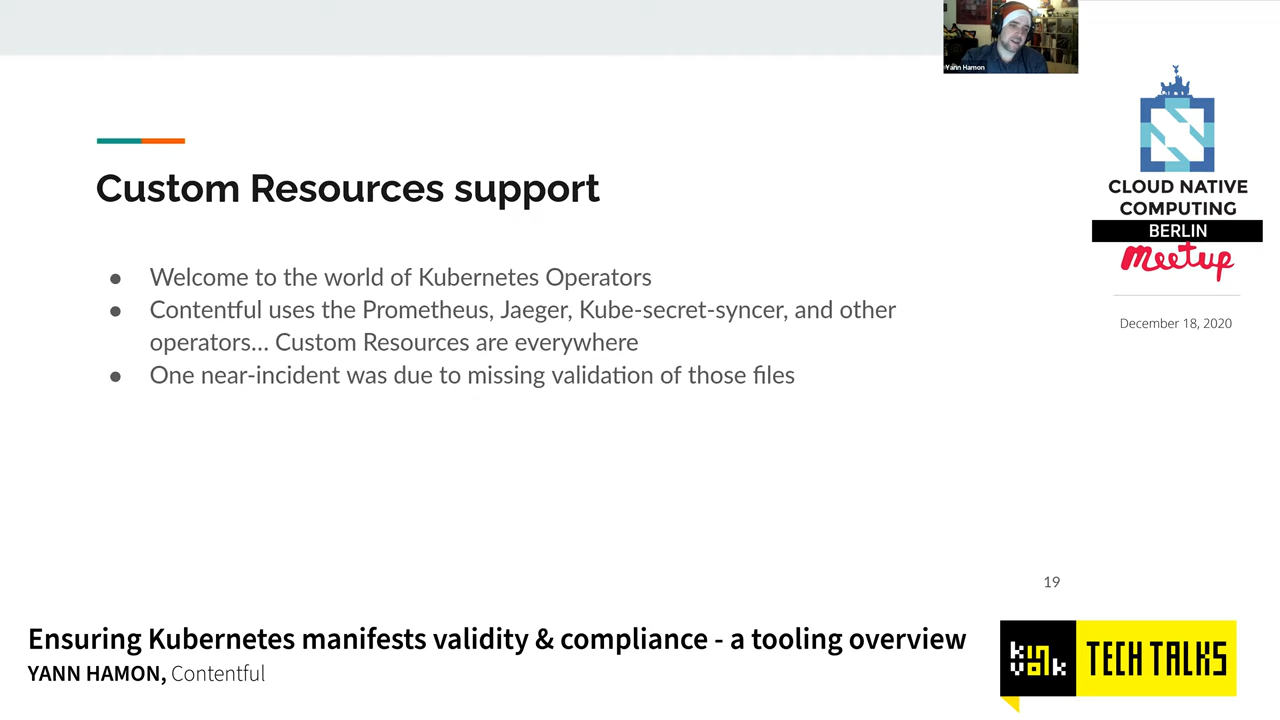 Yann Hamon
Custom Resources support
● Welcome to the world of Kubernetes Operators
● Contentful uses the Prometheus, Jaeger, Kube-secret-syncer, and other
operators... Custom Resources are everywhere
● One near-incident was due to missing validation of those files
CLOUD NATIVE
COMPUTING
BERLIN
Meetup
December 18, 2020
19
Ensuring Kubernetes manifests validity & compliance - a tooling overview
YANN HAMON, Contentful
kinvolk
TECH TALKS